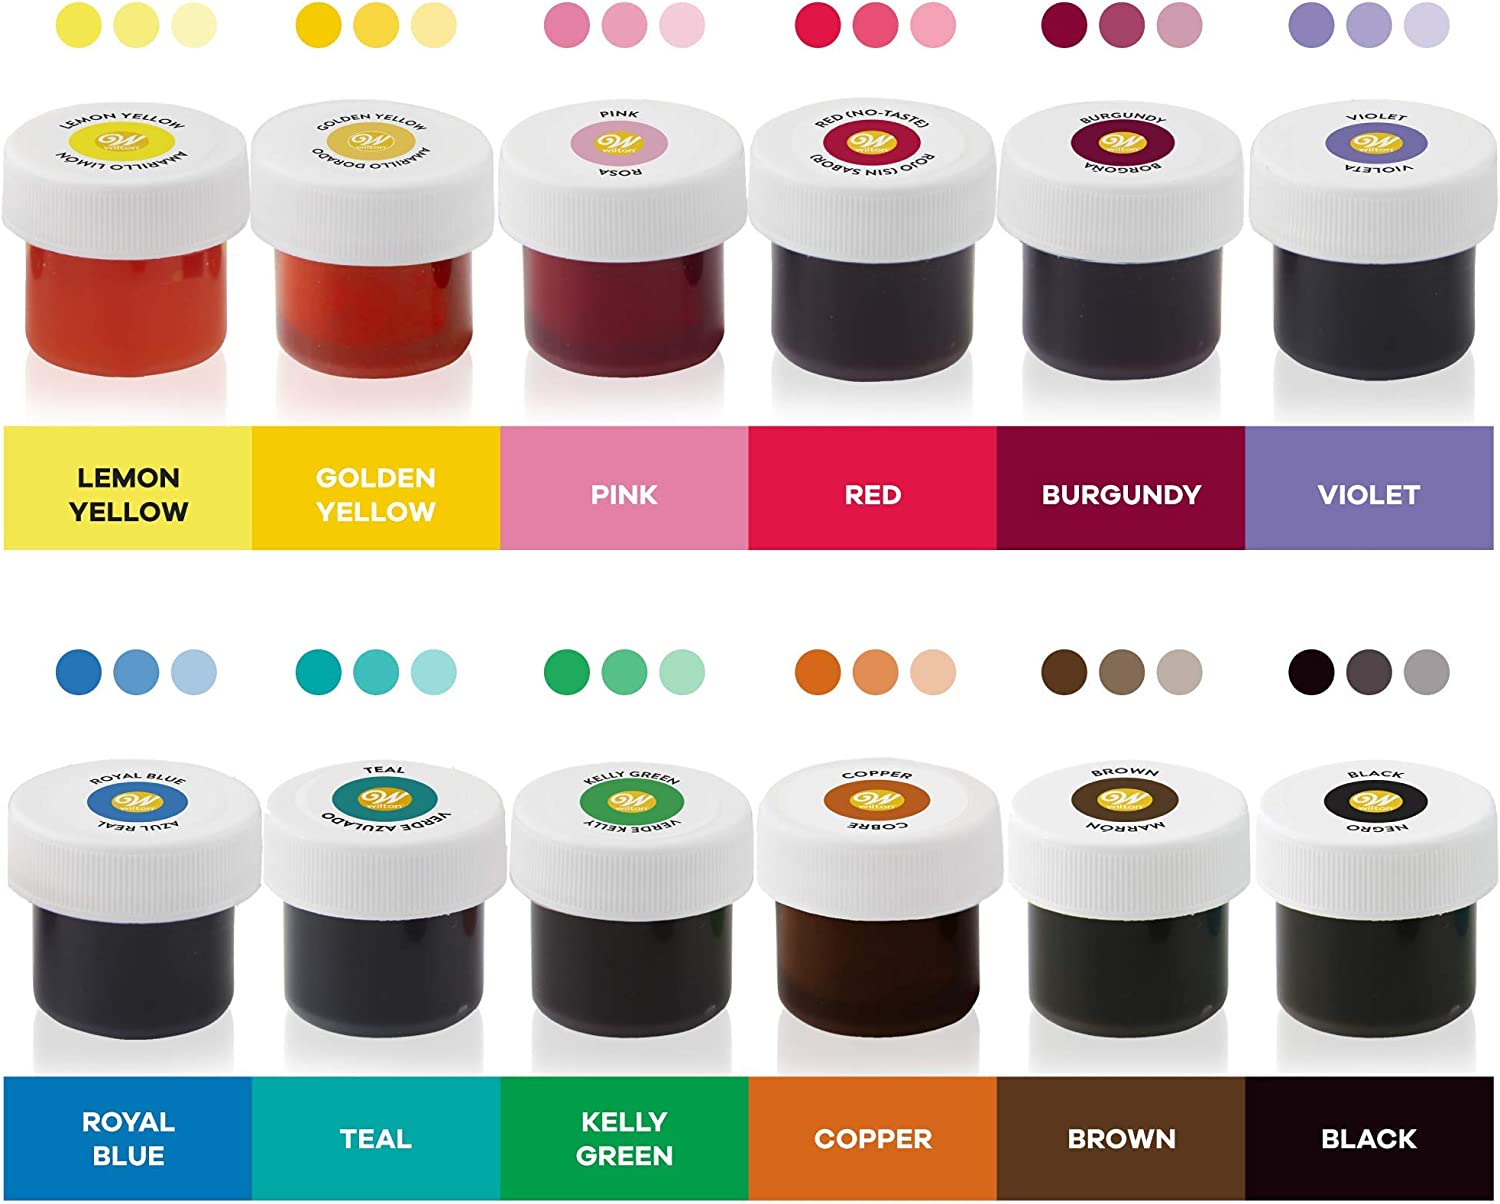 LEMON YELLOW
Wilton
AMARILLO LIMÓN
GOLDEN YELLOW
Wilton
AMARILLO DORADO
PINK
Wilton
ROSA
RED (NO-TASTE)
Wilton
ROJO (SIN SABOR)
BURGUNDY
Wilton
BORGOÑA
VIOLET
Wilton
VIOLETA
LEMON
YELLOW
GOLDEN
YELLOW
PINK
RED
BURGUNDY
VIOLET
ROYAL BLUE
Wilton
AZUL REAL
TEAL
Wilton
VERDE AZULADO
KELLY GREEN
Wilton
VERDE KELLY
COPPER
Wilton
COBRE
BROWN
Wilton
MARRÓN
BLACK
Wilton
NEGRO
ROYAL
BLUE
TEAL
KELLY
GREEN
COPPER
BROWN
BLACK